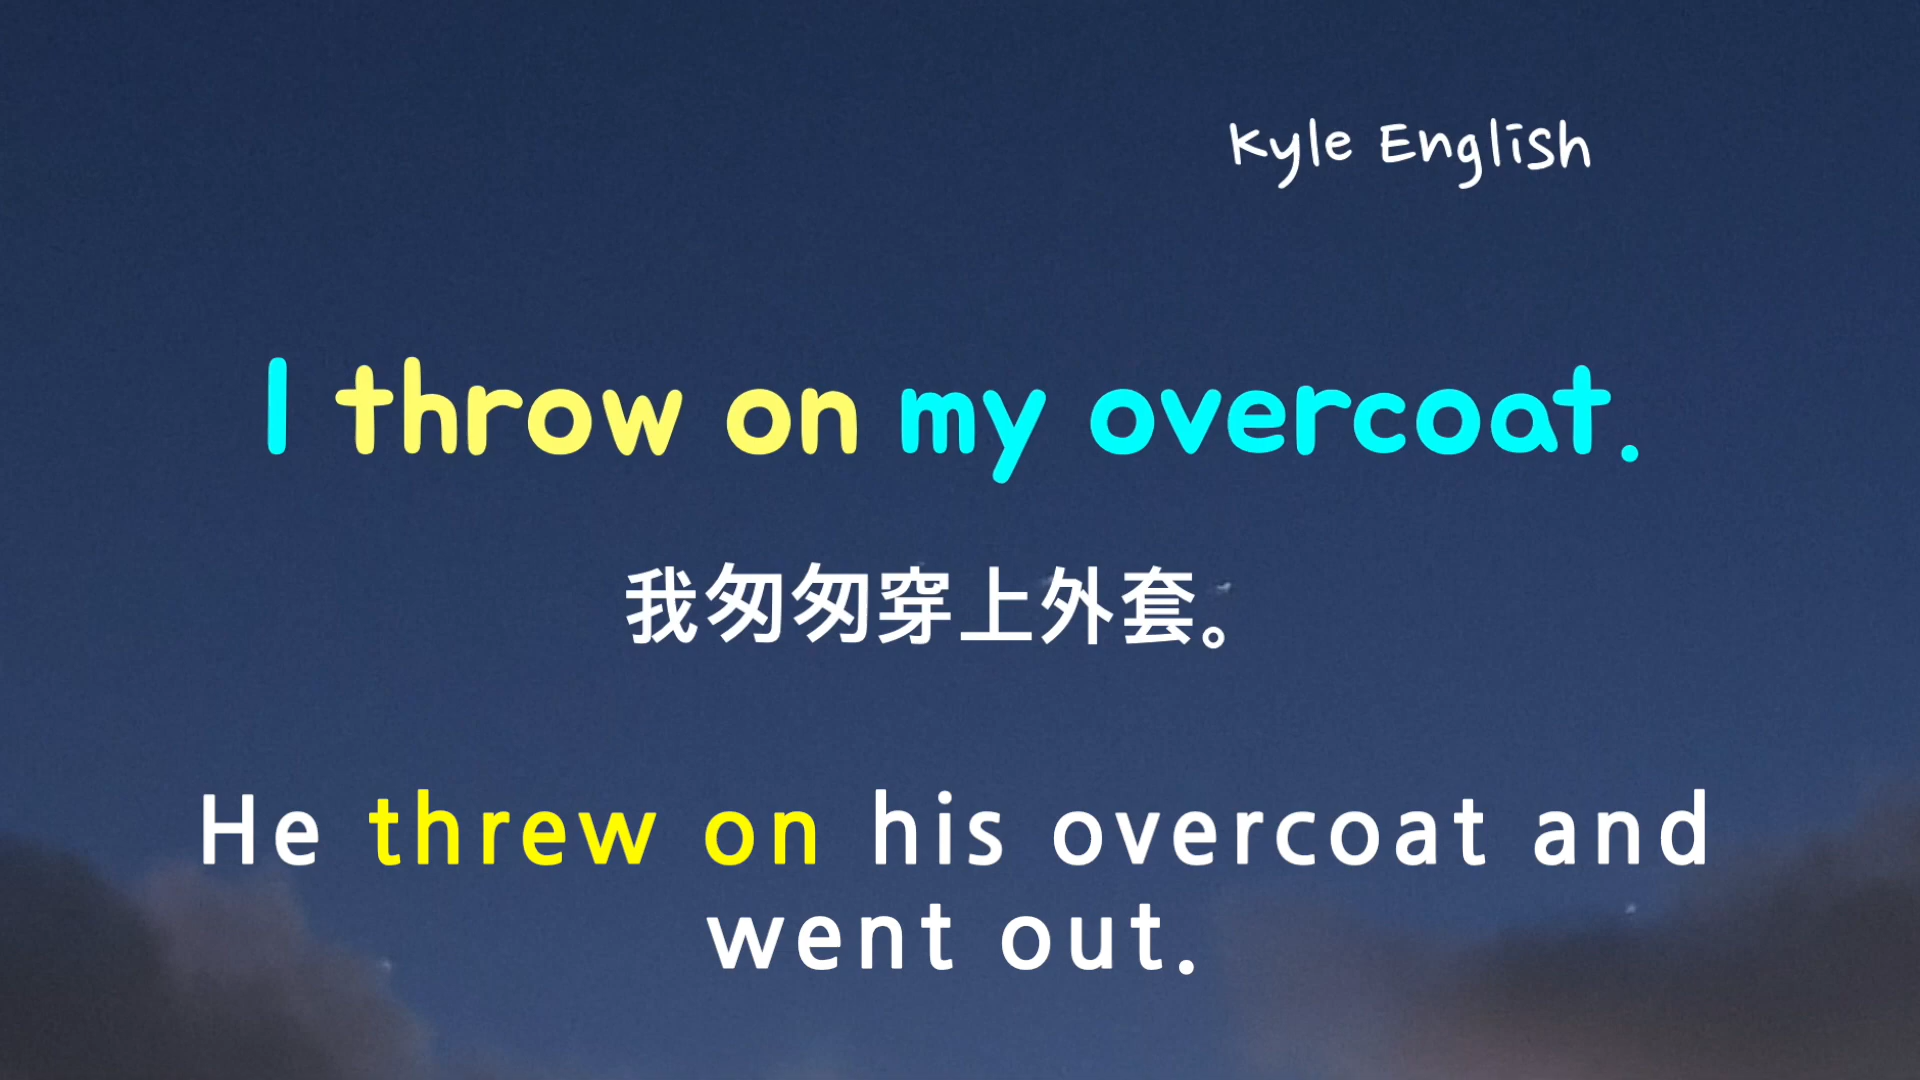 Kyle English
I throw on my overcoat.
我匆匆穿上外套。
He threw on his overcoat and
went out.